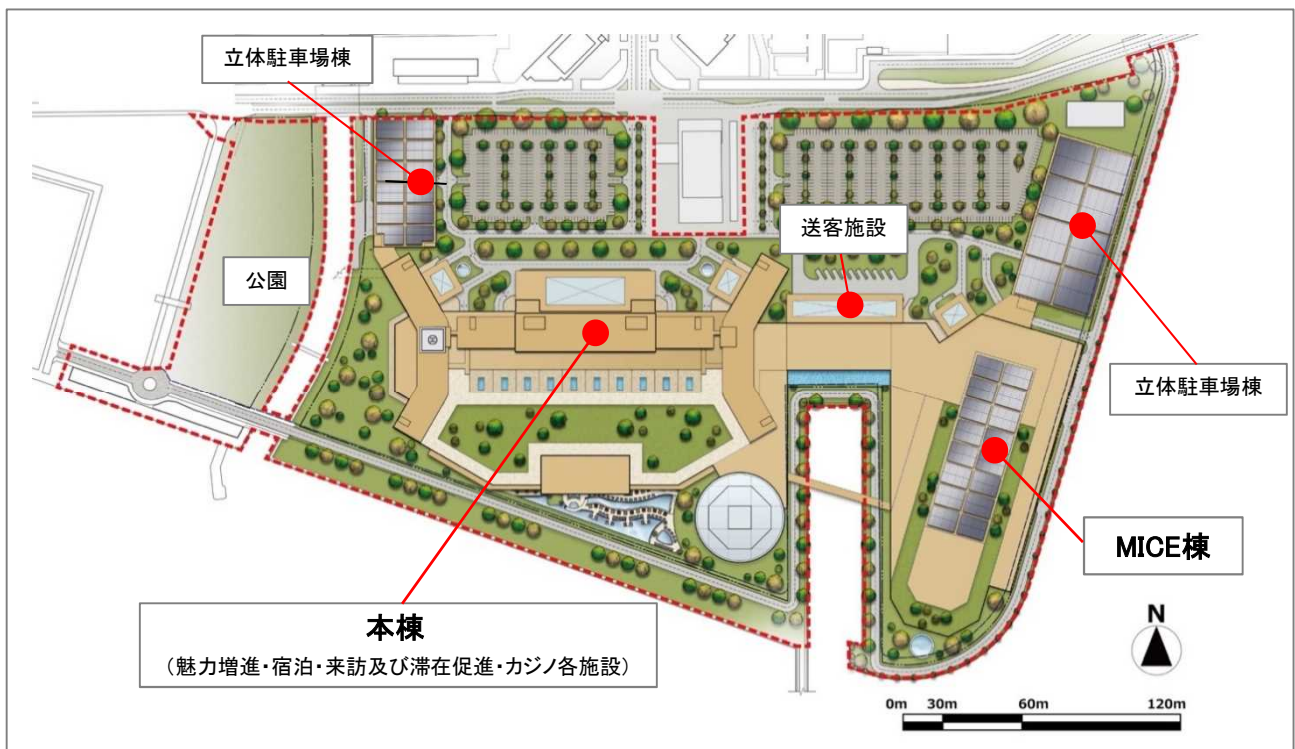 立体駐車場棟
送客施設
公園
立体駐車場棟
MICE棟
本棟
(魅力増進・宿泊・来訪及び滞在促進・カジノ各施設)
N
0m 30m 60m 120m